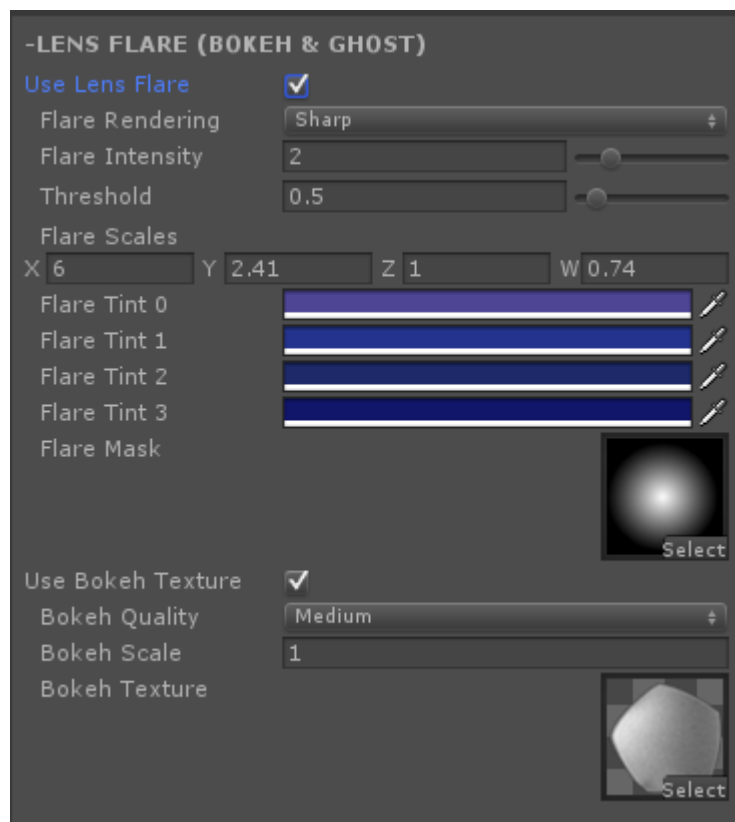 -LENS FLARE (BOKEH & GHOST)
Use Lens Flare
Flare Rendering Sharp
Flare Intensity 2
Threshold 0.5
Flare Scales
X 6 Y 2.41 Z 1 W 0.74
Flare Tint 0
Flare Tint 1
Flare Tint 2
Flare Tint 3
Flare Mask
Select
Use Bokeh Texture
Bokeh Quality Medium
Bokeh Scale 1
Bokeh Texture
Select